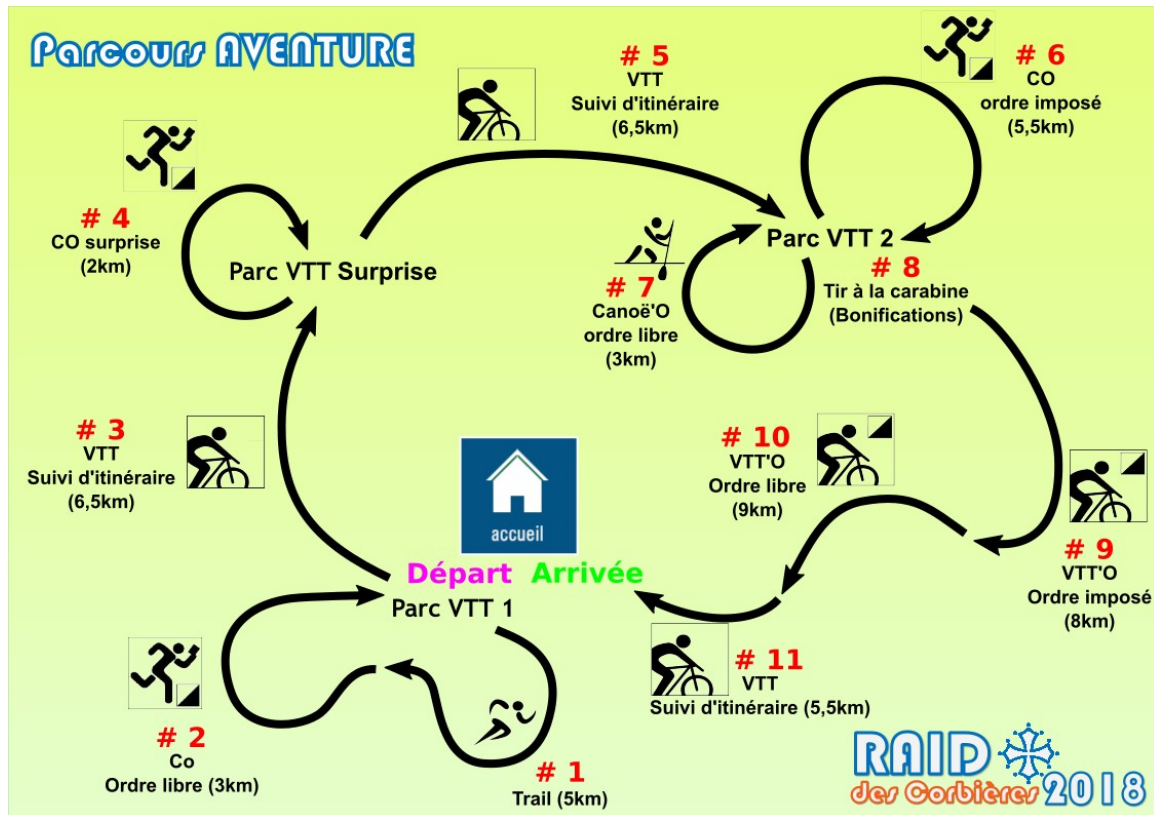 Parcours AVENTURE
# 5
VTT
Suivi d'itinéraire
(6,5km)
# 6
CO
ordre imposé
(5,5km)
# 4
CO surprise
(2km)
Parc VTT Surprise
Parc VTT 2
# 7
Canoë'O
ordre libre
(3km)
# 8
Tir à la carabine
(Bonifications)
# 3
VTT
Suivi d'itinéraire
(6,5km)
accueil
# 10
VTT'O
Ordre libre
(9km)
# 9
VTT'O
Ordre imposé
(8km)
Départ Arrivée
Parc VTT 1
# 11
VTT
Suivi d'itinéraire (5,5km)
# 2
Co
Ordre libre (3km)
# 1
Trail (5km)
RAID
des Corbières 2018